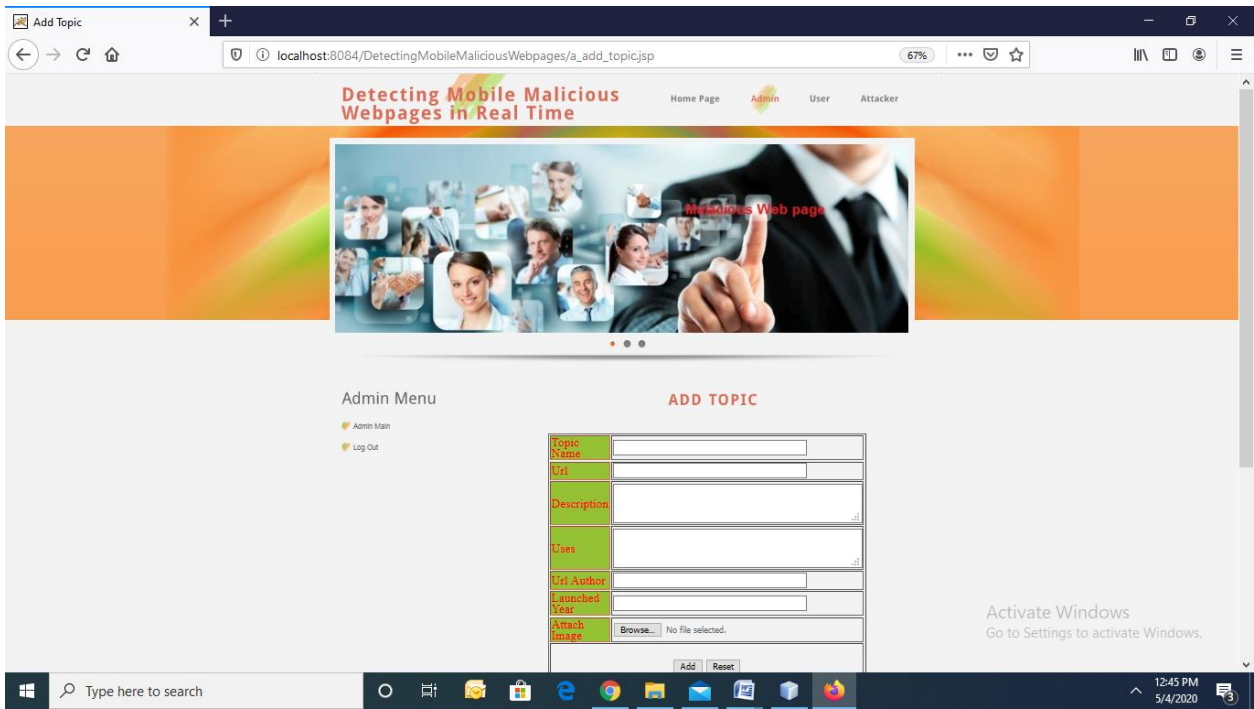 Add Topic
localhost:8084/DetectingMobileMaliciousWebpages/a_add_topic.jsp
67%
Detecting Mobile Malicious
Webpages in Real Time
Home Page
Admin
User
Attacker
Malacious Web page
Admin Menu
Admin Main
Log Out
ADD TOPIC
Topic
Name
Url
Description
Uses
Url Author
Launched
Year
Attach
Image
Browse... No file selected.
Add
Reset
Activate Windows
Go to Settings to activate Windows.
Type here to search
12:45 PM
5/4/2020
3